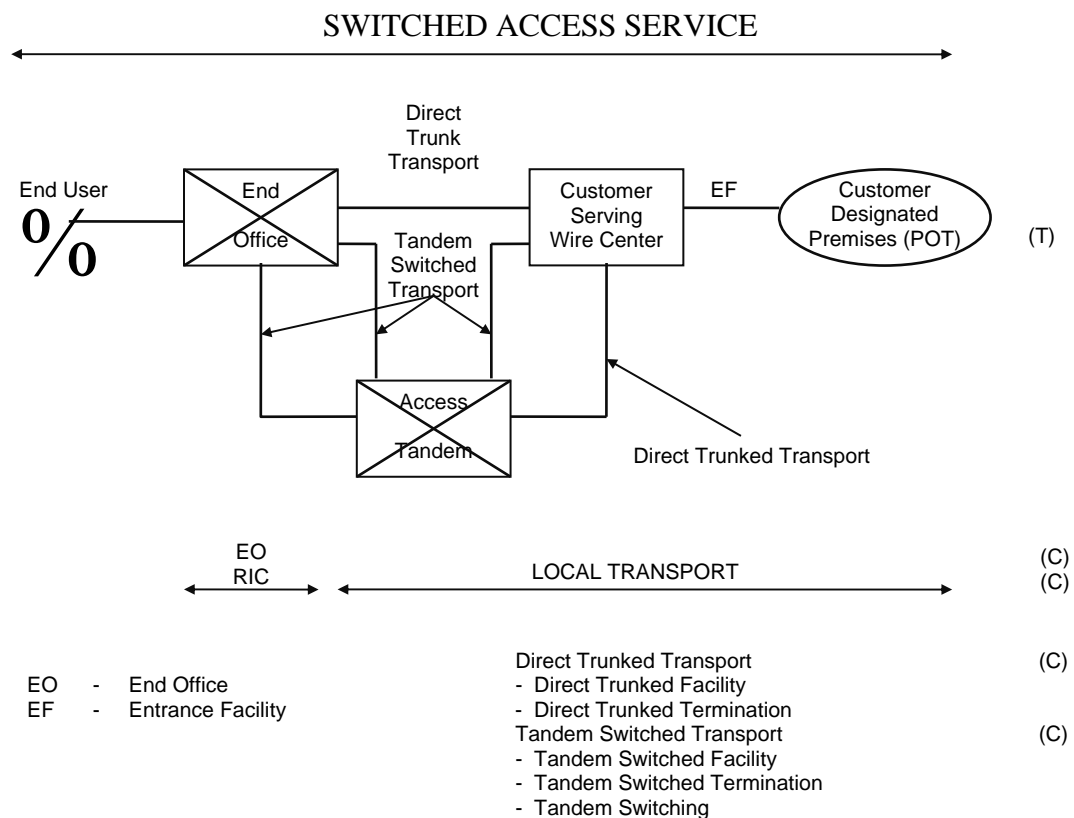 SWITCHED ACCESS SERVICE
Direct
Trunk
Transport
End User
End
Office
Customer
Serving
Wire Center
EF
Customer
Designated
Premises (POT)
(T)
0/0
Tandem
Switched
Transport
Access
Tandem
Direct Trunked Transport
EO
RIC
LOCAL TRANSPORT
(C)
(C)
EO - End Office
EF - Entrance Facility
Direct Trunked Transport (C)
- Direct Trunked Facility
- Direct Trunked Termination
Tandem Switched Transport (C)
- Tandem Switched Facility
- Tandem Switched Termination
- Tandem Switching